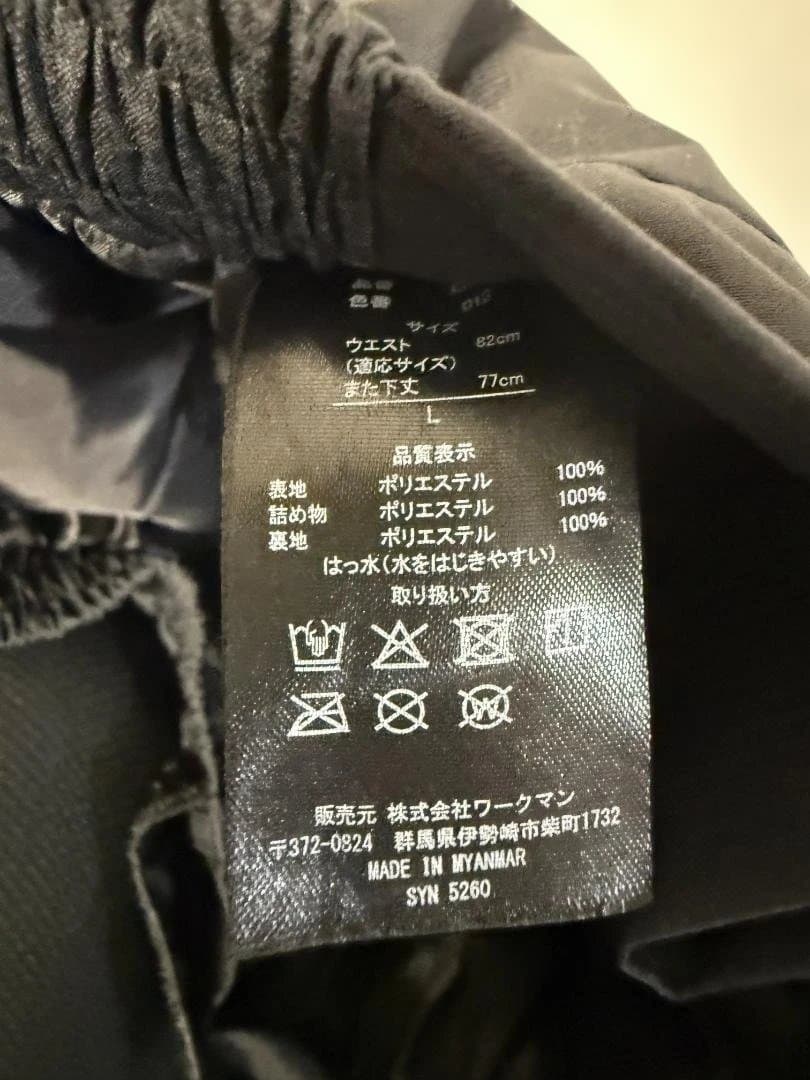 色番
サイズ
ウエスト 82cm
(適応サイズ)
また下丈 77cm
L
品質表示
表地 ポリエステル 100%
詰め物 ポリエステル 100%
裏地 ポリエステル 100%
はっ水(水をはじきやすい)
取り扱い方
販売元 株式会社ワークマン
〒372-0824 群馬県伊勢崎市柴町1732
MADE IN MYANMAR
SYN 5260